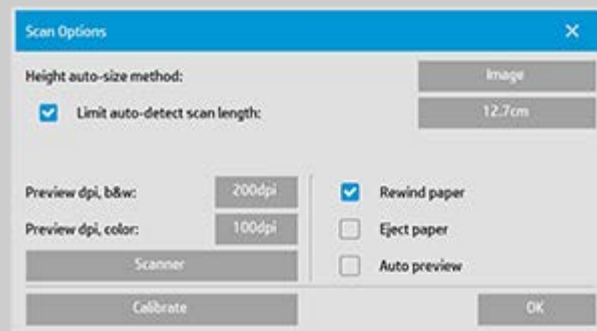 Scan Options
Height auto-size method: Image
Limit auto-detect scan length: 12.7cm
Preview dpi, b&w: 200dpi
Rewind paper
Preview dpi, color: 100dpi
Eject paper
Scanner
Auto preview
Calibrate
OK